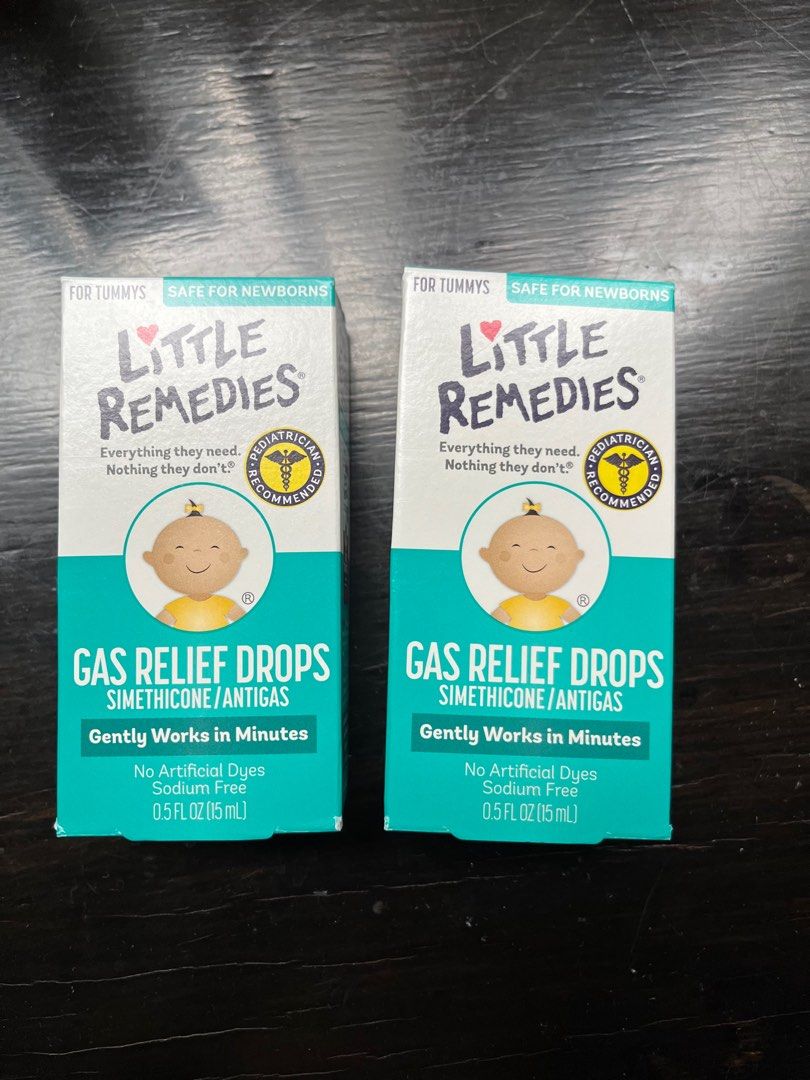 FOR TUMMYS
SAFE FOR NEWBORNS
LiTTLE
REMEDIES®
Everything they need.
Nothing they don't.®
PEDIATRICIAN
RECOMMENDED
®
GAS RELIEF DROPS
SIMETHICONE/ANTIGAS
Gently Works in Minutes
No Artificial Dyes
Sodium Free
0.5 FL OZ (15 mL)
FOR TUMMYS
SAFE FOR NEWBORNS
LiTTLE
REMEDIES®
Everything they need.
Nothing they don't.®
PEDIATRICIAN
RECOMMENDED
®
GAS RELIEF DROPS
SIMETHICONE/ANTIGAS
Gently Works in Minutes
No Artificial Dyes
Sodium Free
0.5 FL OZ (15 mL)